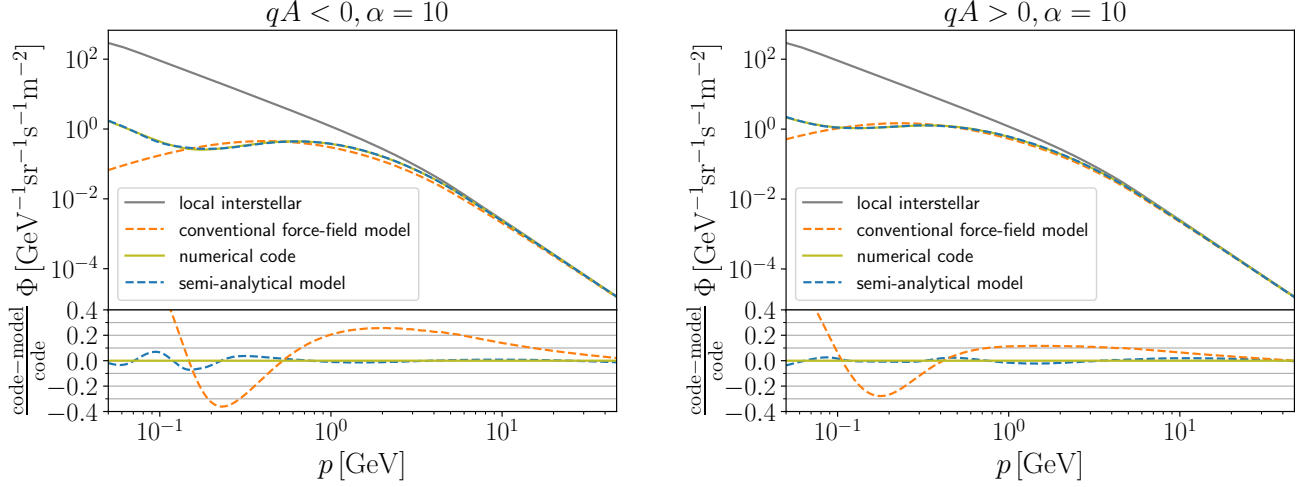 qA < 0, α = 10
Φ [GeV⁻¹sr⁻¹s⁻¹m⁻²]
10²
10⁰
10⁻²
10⁻⁴
local interstellar
conventional force-field model
numerical code
semi-analytical model
code−model
code
0.4
0.2
0.0
−0.2
−0.4
10⁻¹
10⁰
10¹
p [GeV]
qA > 0, α = 10
Φ [GeV⁻¹sr⁻¹s⁻¹m⁻²]
10²
10⁰
10⁻²
10⁻⁴
local interstellar
conventional force-field model
numerical code
semi-analytical model
code−model
code
0.4
0.2
0.0
−0.2
−0.4
10⁻¹
10⁰
10¹
p [GeV]